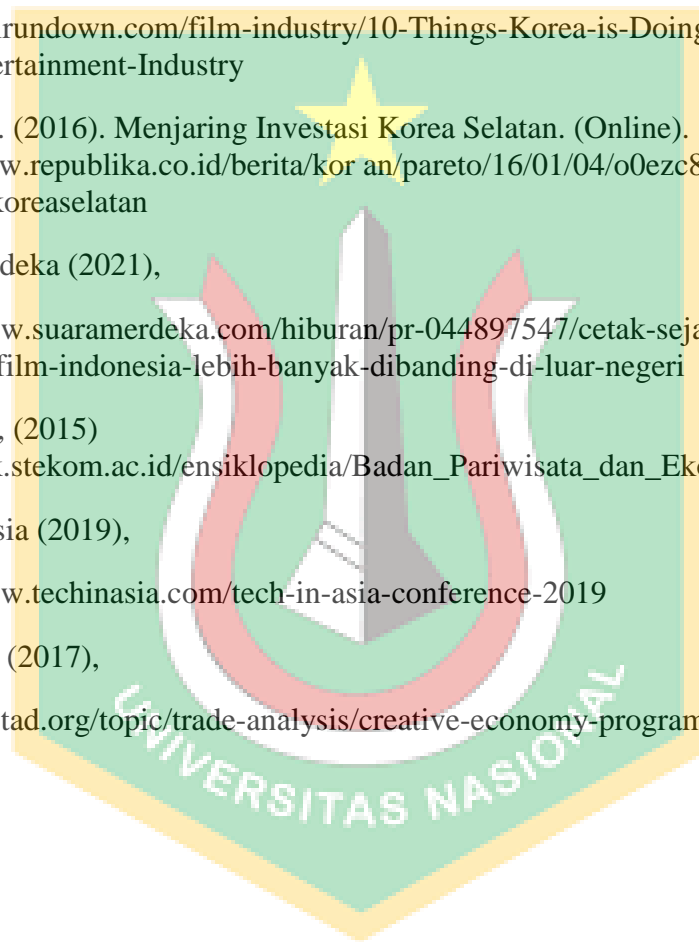 rundown.com/film-industry/10-Things-Korea-is-Doing
ertainment-Industry
. (2016). Menjaring Investasi Korea Selatan. (Online).
w.republika.co.id/berita/kor an/pareto/16/01/04/o0ezc8
koreaselatan
deka (2021),
w.suaramerdeka.com/hiburan/pr-044897547/cetak-seja
film-indonesia-lebih-banyak-dibanding-di-luar-negeri
, (2015)
k.stekom.ac.id/ensiklopedia/Badan_Pariwisata_dan_Eko
sia (2019),
w.techinasia.com/tech-in-asia-conference-2019
(2017),
tad.org/topic/trade-analysis/creative-economy-program
UNIVERSITAS NASIONAL